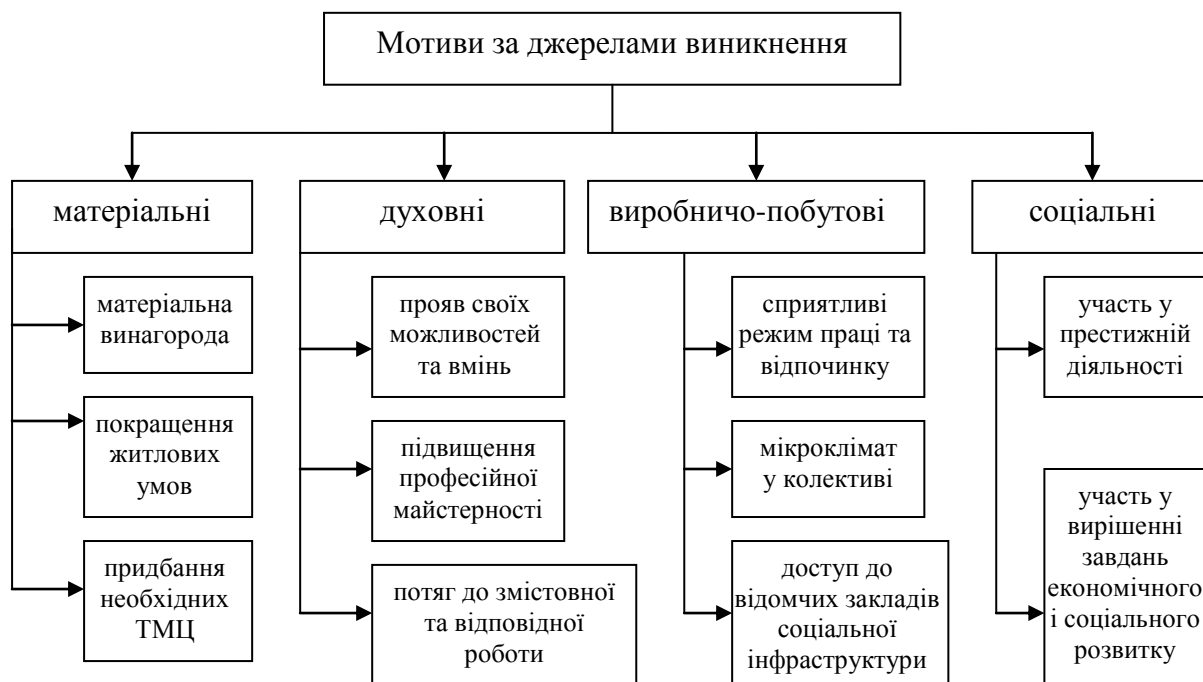 Мотиви за джерелами виникнення
матеріальні
духовні
виробничо-побутові
соціальні
матеріальна
винагорода
покращення
житлових
умов
придбання
необхідних
ТМЦ
прояв своїх
можливостей
та вмінь
підвищення
професійної
майстерності
потяг до змістовної
та відповідної
роботи
сприятливі
режим праці та
відпочинку
мікроклімат
у колективі
доступ до
відомчих закладів
соціальної
інфраструктури
участь у
престижній
діяльності
участь у
вирішенні
завдань
економічного
і соціального
розвитку